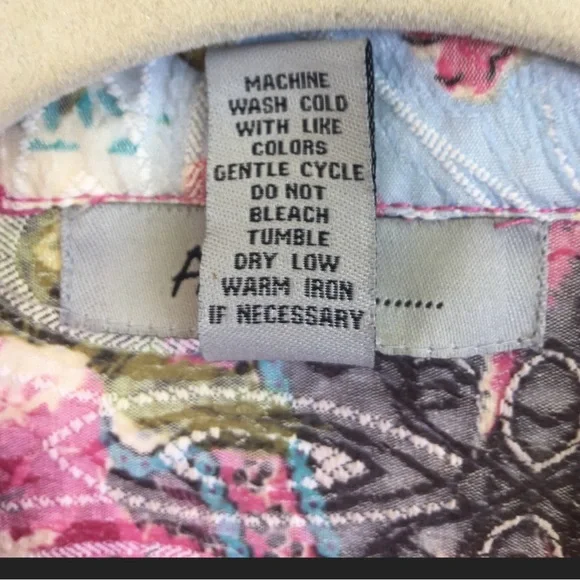 MACHINE
WASH COLD
WITH LIKE
COLORS
GENTLE CYCLE
DO NOT
BLEACH
TUMBLE
DRY LOW
WARM IRON
IF NECESSARY